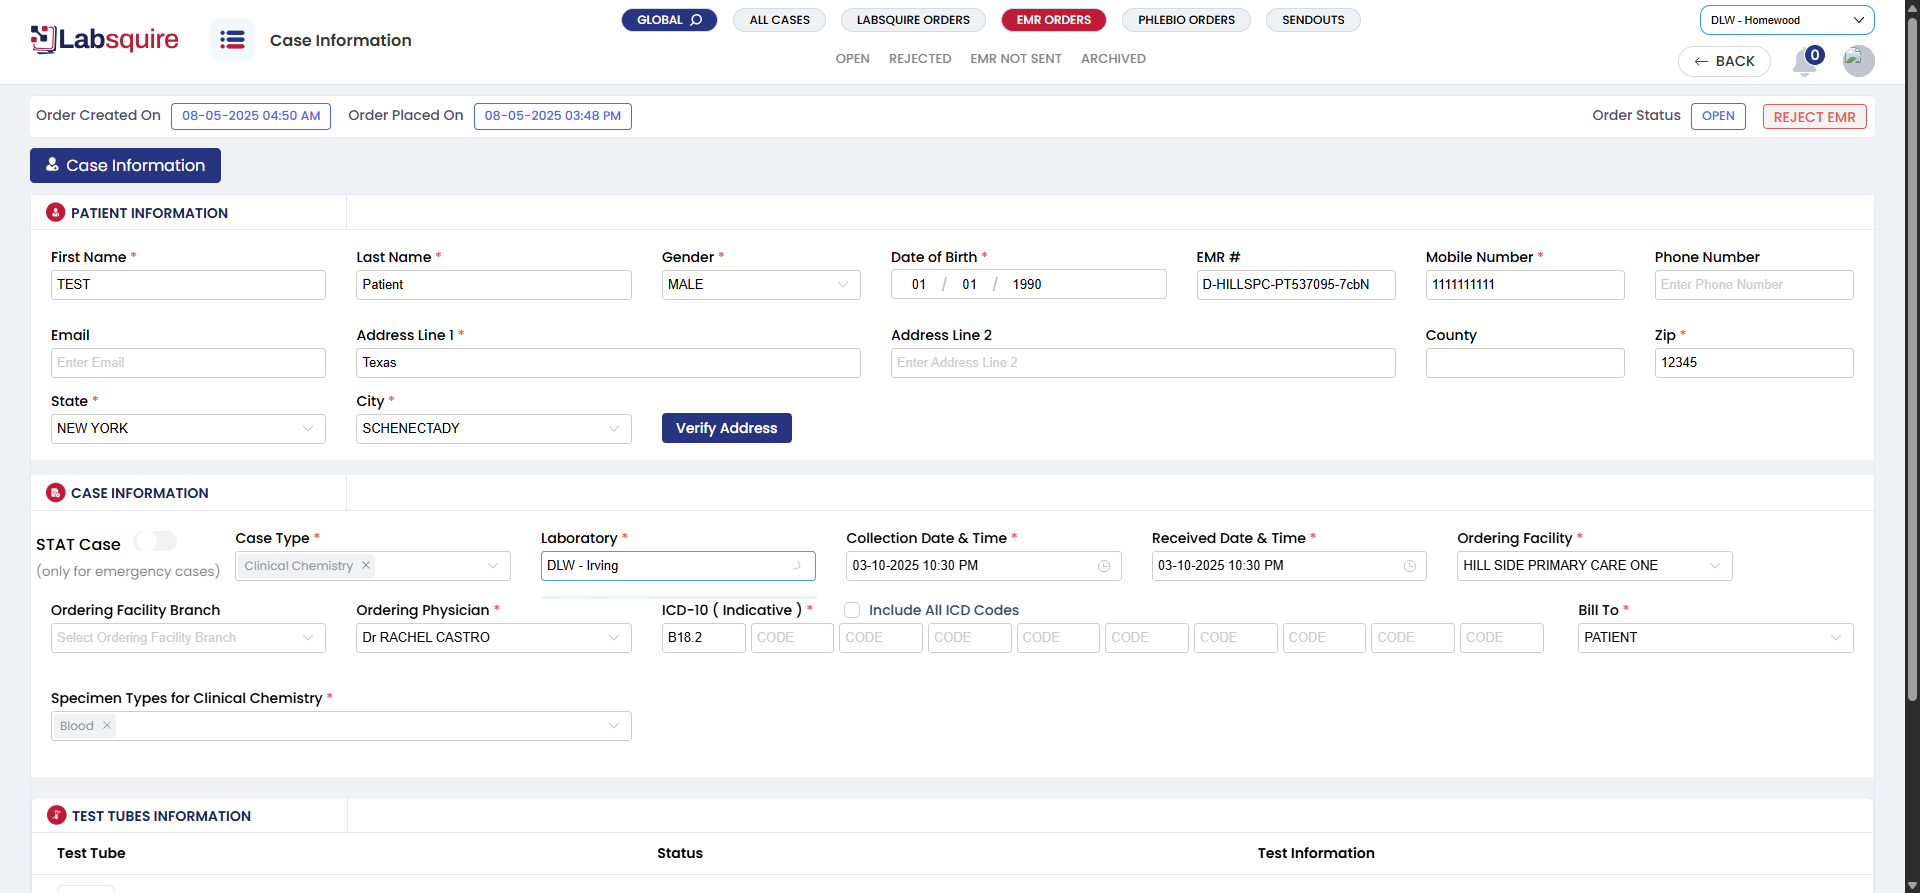 Labsquire
Case Information
GLOBAL
ALL CASES
LABSQUIRE ORDERS
EMR ORDERS
PHLEBIO ORDERS
SENDOUTS
DLW - Homewood
OPEN
REJECTED
EMR NOT SENT
ARCHIVED
BACK
0
Order Created On 08-05-2025 04:50 AM Order Placed On 08-05-2025 03:48 PM
Order Status OPEN REJECT EMR
Case Information
PATIENT INFORMATION
First Name * Last Name * Gender * Date of Birth * EMR # Mobile Number * Phone Number
TEST Patient MALE 01 / 01 / 1990 D-HILLSPC-PT537095-7cbN 1111111111 Enter Phone Number
Email Address Line 1 * Address Line 2 County Zip *
Enter Email Texas Enter Address Line 2 12345
State * City *
NEW YORK SCHENECTADY Verify Address
CASE INFORMATION
STAT Case
(only for emergency cases)
Case Type * Laboratory * Collection Date & Time * Received Date & Time * Ordering Facility *
Clinical Chemistry DLW - Irving 03-10-2025 10:30 PM 03-10-2025 10:30 PM HILL SIDE PRIMARY CARE ONE
Ordering Facility Branch Ordering Physician * ICD-10 ( Indicative ) * Include All ICD Codes Bill To *
Select Ordering Facility Branch Dr RACHEL CASTRO B18.2 CODE CODE CODE CODE CODE CODE CODE CODE CODE PATIENT
Specimen Types for Clinical Chemistry *
Blood
TEST TUBES INFORMATION
Test Tube Status Test Information